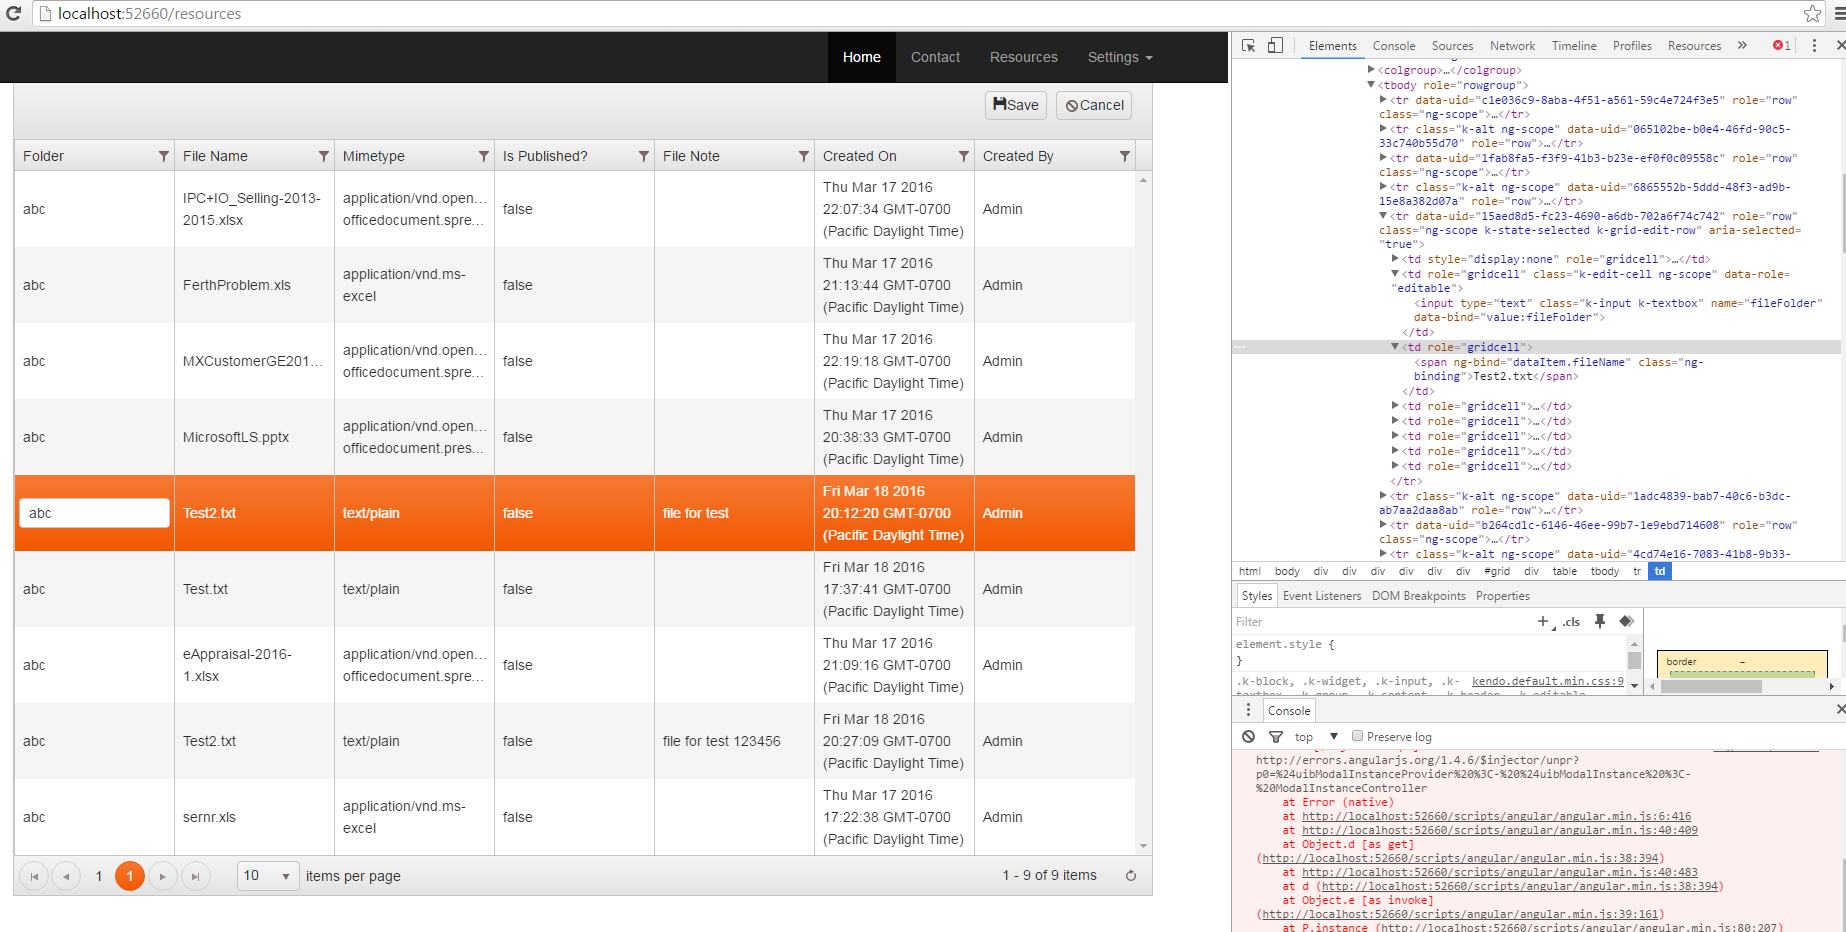 localhost:52660/resources
Home Contact Resources Settings
Save Cancel
Folder File Name Mimetype Is Published? File Note Created On Created By
abc IPC+IO_Selling-2013-2015.xlsx application/vnd.open... officedocument.spre... false Thu Mar 17 2016 22:07:34 GMT-0700 (Pacific Daylight Time) Admin
abc FerthProblem.xls application/vnd.ms-excel false Thu Mar 17 2016 21:13:44 GMT-0700 (Pacific Daylight Time) Admin
abc MXCustomerGE201... application/vnd.open... officedocument.spre... false Thu Mar 17 2016 22:19:18 GMT-0700 (Pacific Daylight Time) Admin
abc MicrosoftLS.pptx application/vnd.open... officedocument.pres... false Thu Mar 17 2016 20:38:33 GMT-0700 (Pacific Daylight Time) Admin
abc Test2.txt text/plain false file for test Fri Mar 18 2016 20:12:20 GMT-0700 (Pacific Daylight Time) Admin
abc Test.txt text/plain false Fri Mar 18 2016 17:37:41 GMT-0700 (Pacific Daylight Time) Admin
abc eAppraisal-2016-1.xlsx application/vnd.open... officedocument.spre... false Thu Mar 17 2016 21:09:16 GMT-0700 (Pacific Daylight Time) Admin
abc Test2.txt text/plain false file for test 123456 Fri Mar 18 2016 20:27:09 GMT-0700 (Pacific Daylight Time) Admin
abc sernr.xls application/vnd.ms-excel false Thu Mar 17 2016 17:22:38 GMT-0700 (Pacific Daylight Time) Admin
1 1 10 items per page 1 - 9 of 9 items
Elements Console Sources Network Timeline Profiles Resources » 1
<colgroup>…</colgroup>
<tbody role="rowgroup">
<tr data-uid="c1e036c9-8aba-4f51-a561-59c4e724f3e5" role="row"
class="ng-scope">…</tr>
<tr class="k-alt ng-scope" data-uid="065102be-b0e4-46fd-90c5-
33c740b55d70" role="row">…</tr>
<tr data-uid="1fab8fa5-f3f9-41b3-b23e-ef0f0c09558c" role="row"
class="ng-scope">…</tr>
<tr class="k-alt ng-scope" data-uid="6865552b-5ddd-48f3-ad9b-
15e8a382d07a" role="row">…</tr>
<tr data-uid="15aed8d5-fc23-4690-a6db-702a6f74c742" role="row"
class="ng-scope k-state-selected k-grid-edit-row" aria-selected=
"true">
<td style="display:none" role="gridcell">…</td>
<td role="gridcell" class="k-edit-cell ng-scope" data-role=
"editable">
<input type="text" class="k-input k-textbox" name="fileFolder"
data-bind="value:fileFolder">
</td>
<td role="gridcell">
<span ng-bind="dataItem.fileName" class="ng-
binding">Test2.txt</span>
</td>
<td role="gridcell">…</td>
<td role="gridcell">…</td>
<td role="gridcell">…</td>
<td role="gridcell">…</td>
<td role="gridcell">…</td>
</tr>
<tr class="k-alt ng-scope" data-uid="1adc4839-bab7-40c6-b3dc-
ab7aa2daa8ab" role="row">…</tr>
<tr data-uid="b264cd1c-6146-46ee-99b7-1e9ebd714608" role="row"
class="ng-scope">…</tr>
<tr class="k-alt ng-scope" data-uid="4cd74e16-7083-41b8-9b33-
html body div div div div div div #grid div table tbody tr td
Styles Event Listeners DOM Breakpoints Properties
Filter + .cls
element.style {
}
border –
.k-block, .k-widget, .k-input, .k- kendo.default.min.css:9
Console
top Preserve log
http://errors.angularjs.org/1.4.6/$injector/unpr?
p0=%24uibModalInstanceProvider%20%3C-%20%24uibModalInstance%20%3C-
%20ModalInstanceController
at Error (native)
at http://localhost:52660/scripts/angular/angular.min.js:6:416
at http://localhost:52660/scripts/angular/angular.min.js:40:409
at Object.d [as get]
(http://localhost:52660/scripts/angular/angular.min.js:38:394)
at http://localhost:52660/scripts/angular/angular.min.js:40:483
at d (http://localhost:52660/scripts/angular/angular.min.js:38:394)
at Object.e [as invoke]
(http://localhost:52660/scripts/angular/angular.min.js:39:161)
at P.instance (http://localhost:52660/scripts/angular/angular.min.js:80:207)